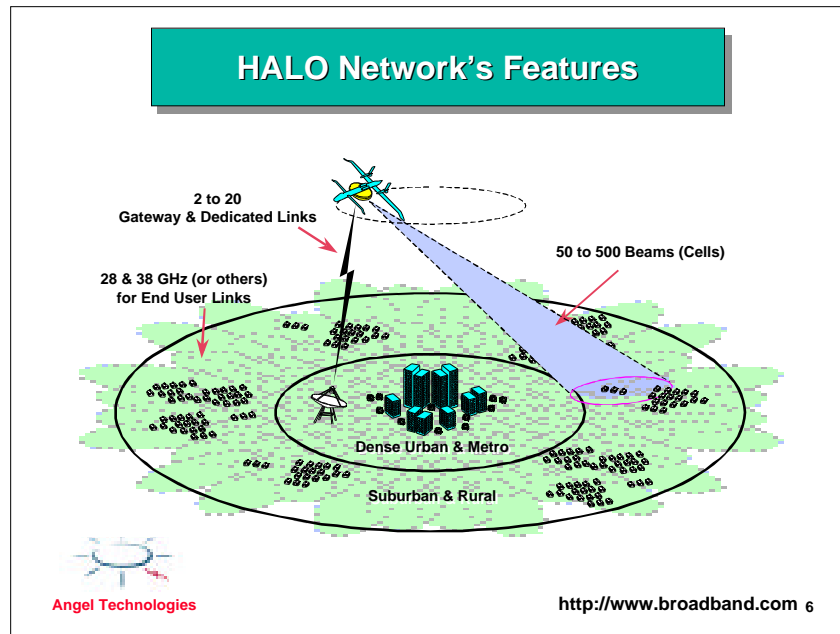 HALO Network's Features
2 to 20
Gateway & Dedicated Links
50 to 500 Beams (Cells)
28 & 38 GHz (or others)
for End User Links
Dense Urban & Metro
Suburban & Rural
Angel Technologies
http://www.broadband.com 6